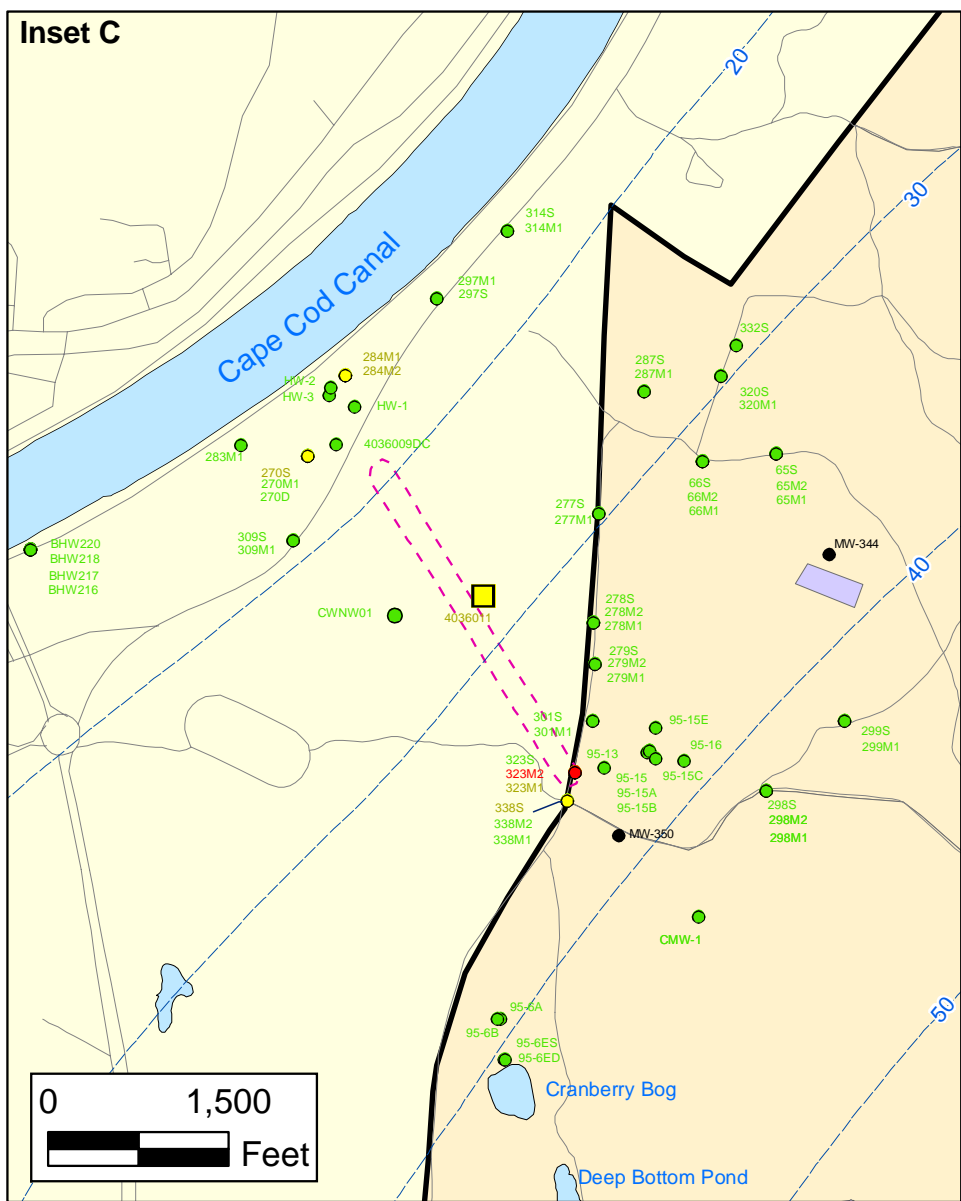 Inset C
20
30
314S
314M1
Cape Cod Canal
297M1
297S
332S
284M1
284M2
HW-2
HW-3
HW-1
287S
287M1
320S
320M1
283M1
4036009DC
270S
270M1
270D
66S
66M2
66M1
65S
65M2
65M1
277S
277M1
309S
309M1
BHW220
BHW218
BHW217
BHW216
MW-344
40
CWNW01
4036011
278S
278M2
278M1
279S
279M2
279M1
301S
301M1
95-15E
95-16
95-13
95-15C
95-15
95-15A
95-15B
299S
299M1
323S
323M2
323M1
338S
338M2
338M1
298S
298M2
298M1
MW-350
CMW-1
50
95-6A
95-6B
95-6ES
95-6ED
Cranberry Bog
0 1,500
Feet
Deep Bottom Pond